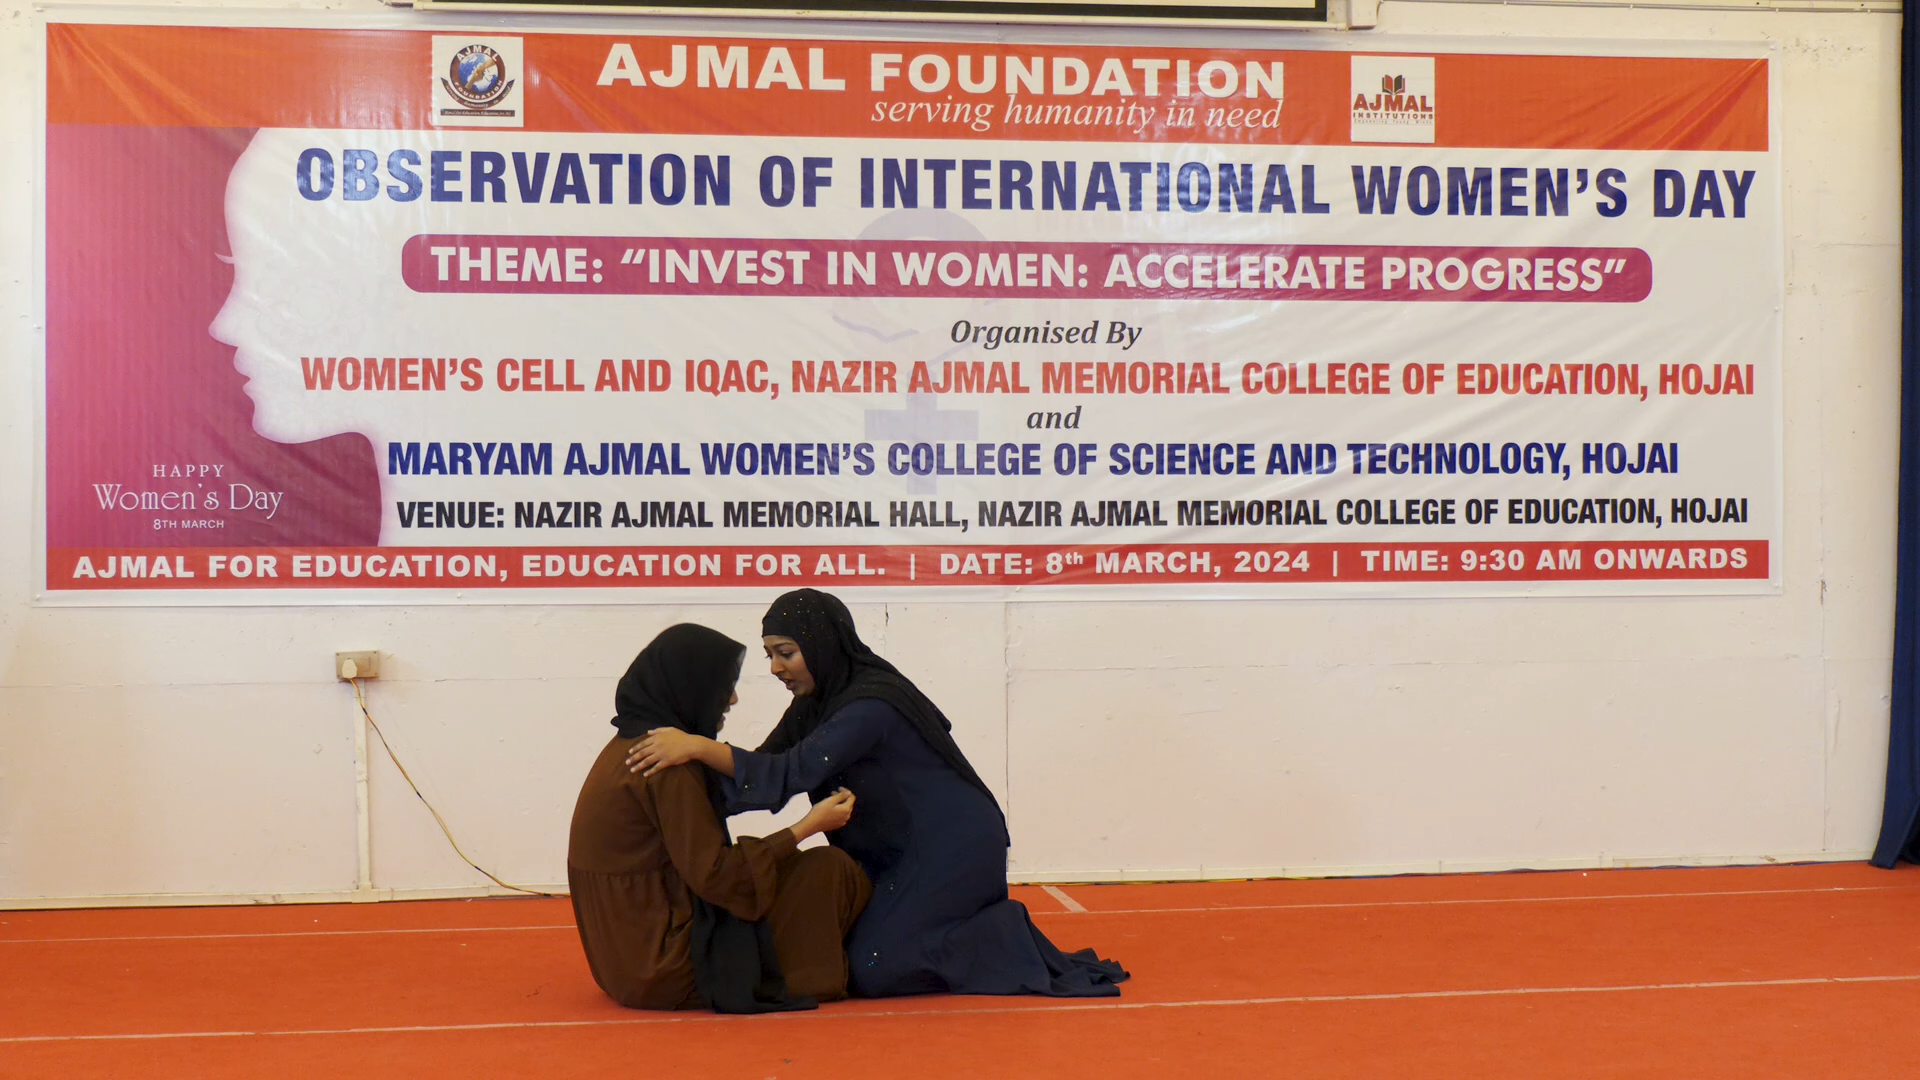 AJMAL FOUNDATION
serving humanity in need
AJMAL
FOUNDATION
AJMAL
INSTITUTIONS
OBSERVATION OF INTERNATIONAL WOMEN'S DAY
THEME: "INVEST IN WOMEN: ACCELERATE PROGRESS"
Organised By
WOMEN'S CELL AND IQAC, NAZIR AJMAL MEMORIAL COLLEGE OF EDUCATION, HOJAI
and
MARYAM AJMAL WOMEN'S COLLEGE OF SCIENCE AND TECHNOLOGY, HOJAI
HAPPY
Women's Day
8TH MARCH
VENUE: NAZIR AJMAL MEMORIAL HALL, NAZIR AJMAL MEMORIAL COLLEGE OF EDUCATION, HOJAI
AJMAL FOR EDUCATION, EDUCATION FOR ALL. | DATE: 8th MARCH, 2024 | TIME: 9:30 AM ONWARDS